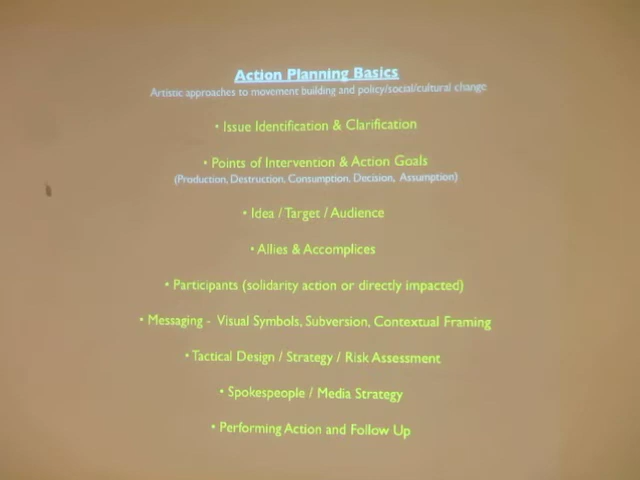 Action Planning Basics
Artistic approaches to movement building and policy/social/cultural change
• Issue Identification & Clarification
• Points of Intervention & Action Goals
(Production, Destruction, Consumption, Decision, Assumption)
• Idea / Target / Audience
• Allies & Accomplices
• Participants (solidarity action or directly impacted)
• Messaging - Visual Symbols, Subversion, Contextual Framing
• Tactical Design / Strategy / Risk Assessment
• Spokespeople / Media Strategy
• Performing Action and Follow Up